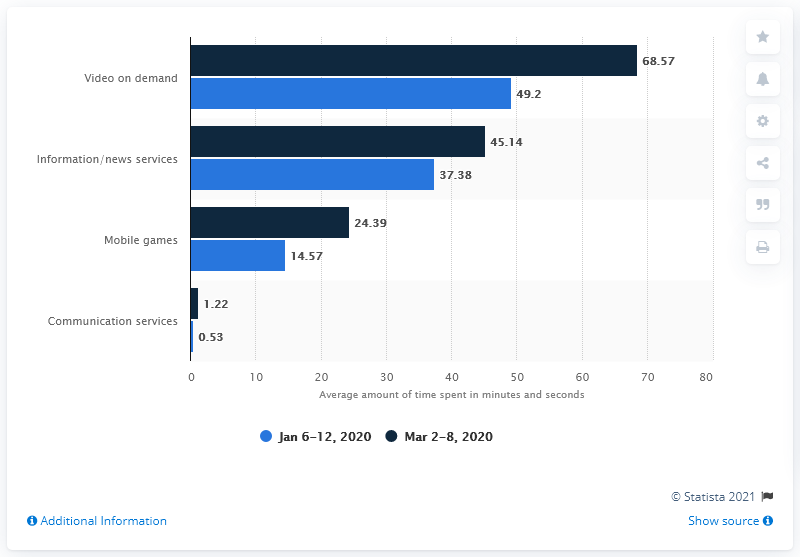 Video on demand
68.57
49.2
Information/news services
45.14
37.38
Mobile games
24.39
14.57
Communication services
1.22
0.53
0 10 20 30 40 50 60 70 80
Average amount of time spent in minutes and seconds
Jan 6-12, 2020 Mar 2-8, 2020
© Statista 2021
Additional Information Show source